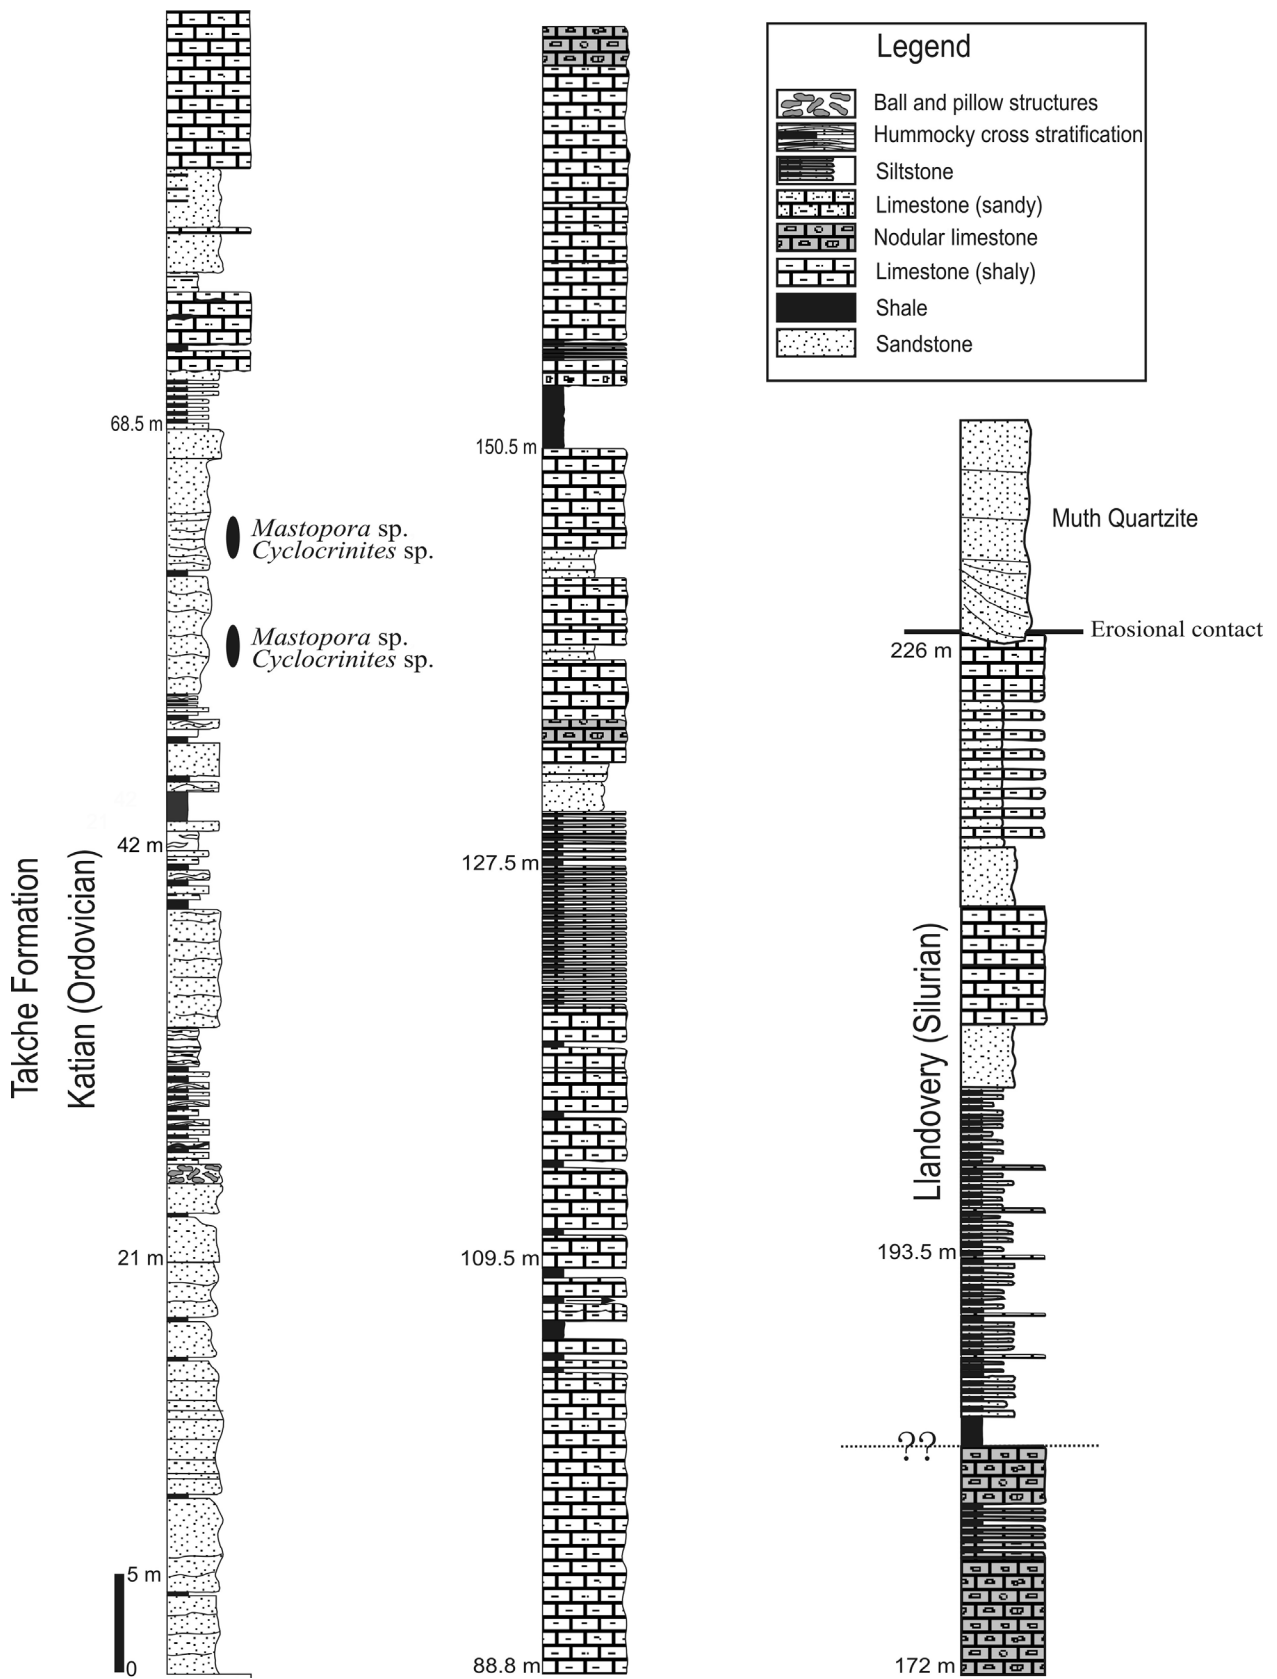 Legend
Ball and pillow structures
Hummocky cross stratification
Siltstone
Limestone (sandy)
Nodular limestone
Limestone (shaly)
Shale
Sandstone
Takche Formation
Katian (Ordovician)
68.5 m
Mastopora sp.
Cyclocrinites sp.
Mastopora sp.
Cyclocrinites sp.
42 m
21 m
5 m
0
150.5 m
127.5 m
109.5 m
88.8 m
Muth Quartzite
Erosional contact
226 m
Llandovery (Silurian)
193.5 m
??
172 m